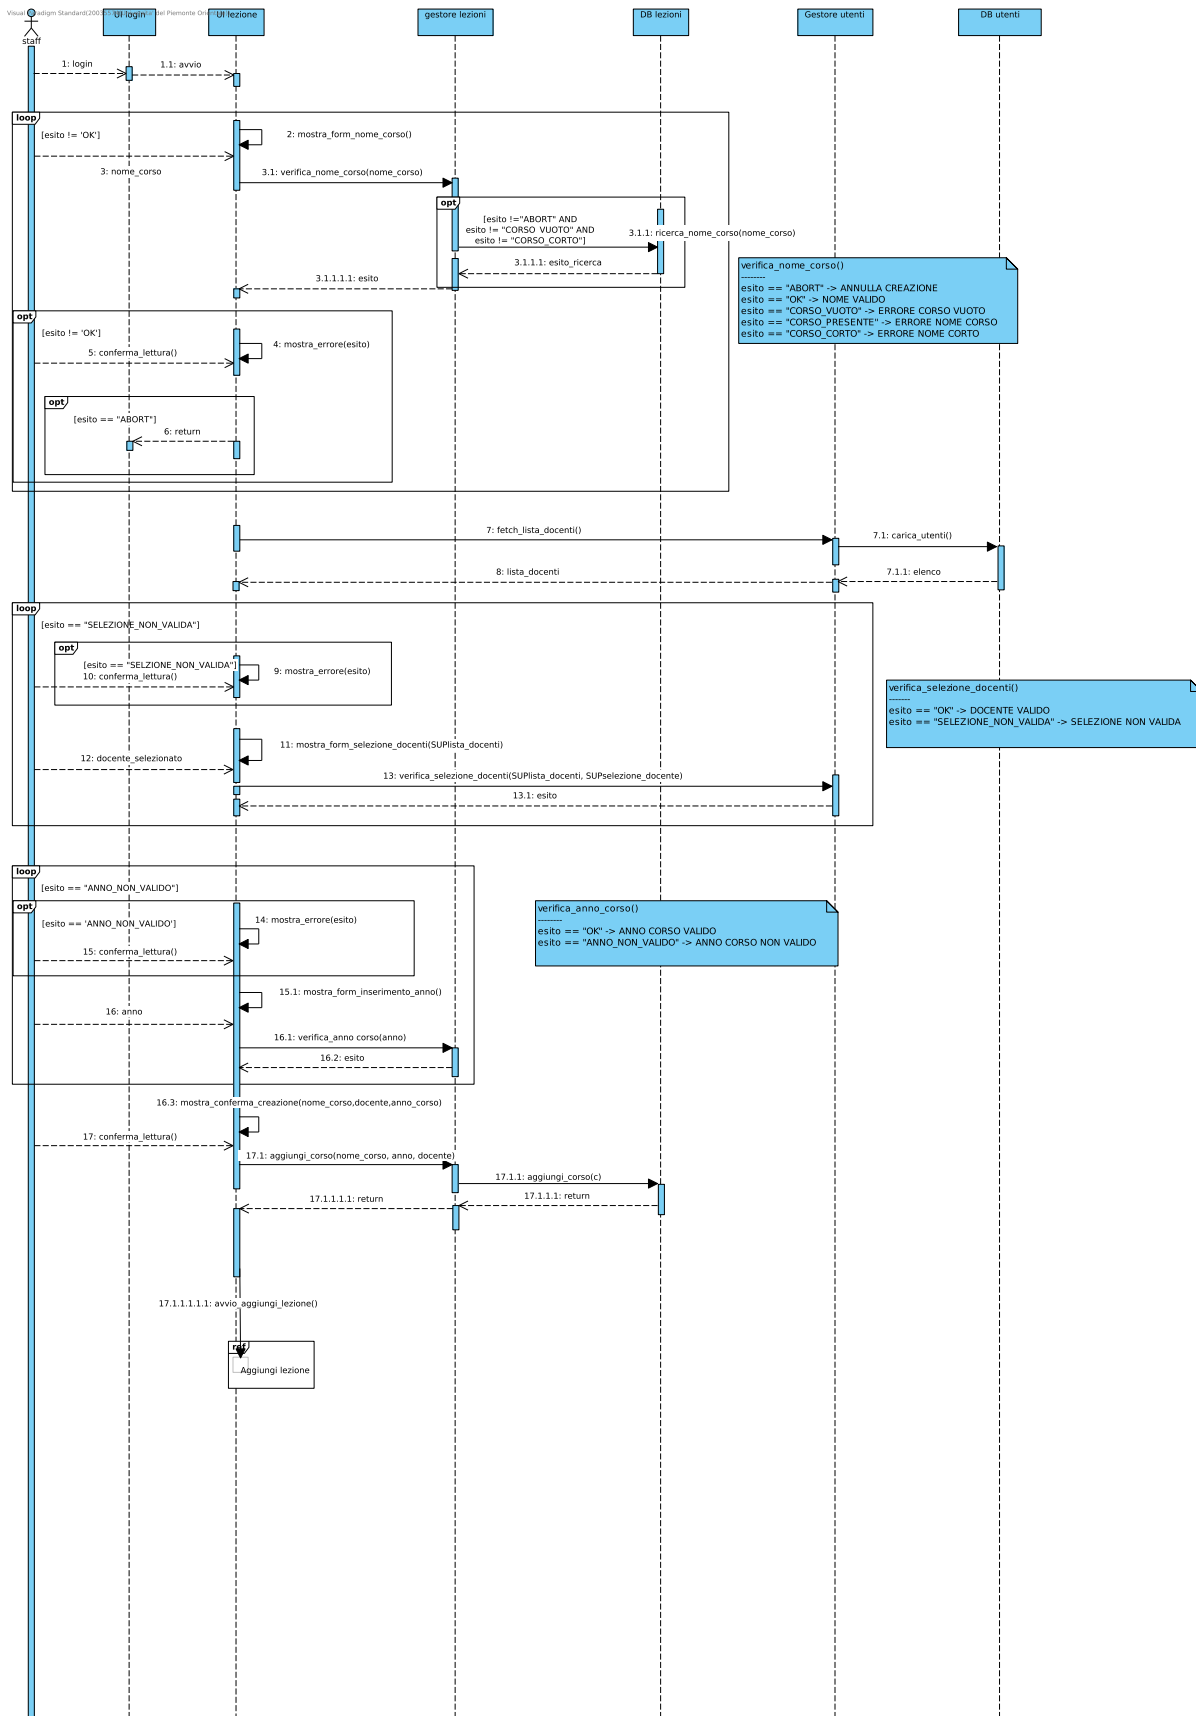 Visual Paradigm Standard( del Piemonte
staff
UI login
UI lezione
gestore lezioni
DB lezioni
Gestore utenti
DB utenti
1: login
1.1: avvio
loop
[esito != 'OK']
2: mostra_form_nome_corso()
3: nome_corso
3.1: verifica_nome_corso(nome_corso)
opt
[esito !="ABORT" AND
esito != "CORSO_VUOTO" AND
esito != "CORSO_CORTO"]
3.1.1: ricerca_nome_corso(nome_corso)
3.1.1.1: esito_ricerca
3.1.1.1.1: esito
verifica_nome_corso()
--------
esito == "ABORT" -> ANNULLA CREAZIONE
esito == "OK" -> NOME VALIDO
esito == "CORSO_VUOTO" -> ERRORE CORSO VUOTO
esito == "CORSO_PRESENTE" -> ERRORE NOME CORSO
esito == "CORSO_CORTO" -> ERRORE NOME CORTO
opt
[esito != 'OK']
4: mostra_errore(esito)
5: conferma_lettura()
opt
[esito == "ABORT"]
6: return
7: fetch_lista_docenti()
7.1: carica_utenti()
8: lista_docenti
7.1.1: elenco
loop
[esito == "SELEZIONE_NON_VALIDA"]
opt
[esito == "SELZIONE_NON_VALIDA"]
9: mostra_errore(esito)
10: conferma_lettura()
verifica_selezione_docenti()
-------
esito == "OK" -> DOCENTE VALIDO
esito == "SELEZIONE_NON_VALIDA" -> SELEZIONE NON VALIDA
11: mostra_form_selezione_docenti(SUPlista_docenti)
12: docente_selezionato
13: verifica_selezione_docenti(SUPlista_docenti, SUPselezione_docente)
13.1: esito
loop
[esito == "ANNO_NON_VALIDO"]
opt
[esito == 'ANNO_NON_VALIDO']
14: mostra_errore(esito)
15: conferma_lettura()
verifica_anno_corso()
--------
esito == "OK" -> ANNO CORSO VALIDO
esito == "ANNO_NON_VALIDO" -> ANNO CORSO NON VALIDO
15.1: mostra_form_inserimento_anno()
16: anno
16.1: verifica_anno corso(anno)
16.2: esito
16.3: mostra_conferma_creazione(nome_corso,docente,anno_corso)
17: conferma_lettura()
17.1: aggiungi_corso(nome_corso, anno, docente)
17.1.1: aggiungi_corso(c)
17.1.1.1: return
17.1.1.1.1: return
17.1.1.1.1.1: avvio_aggiungi_lezione()
ref
Aggiungi lezione